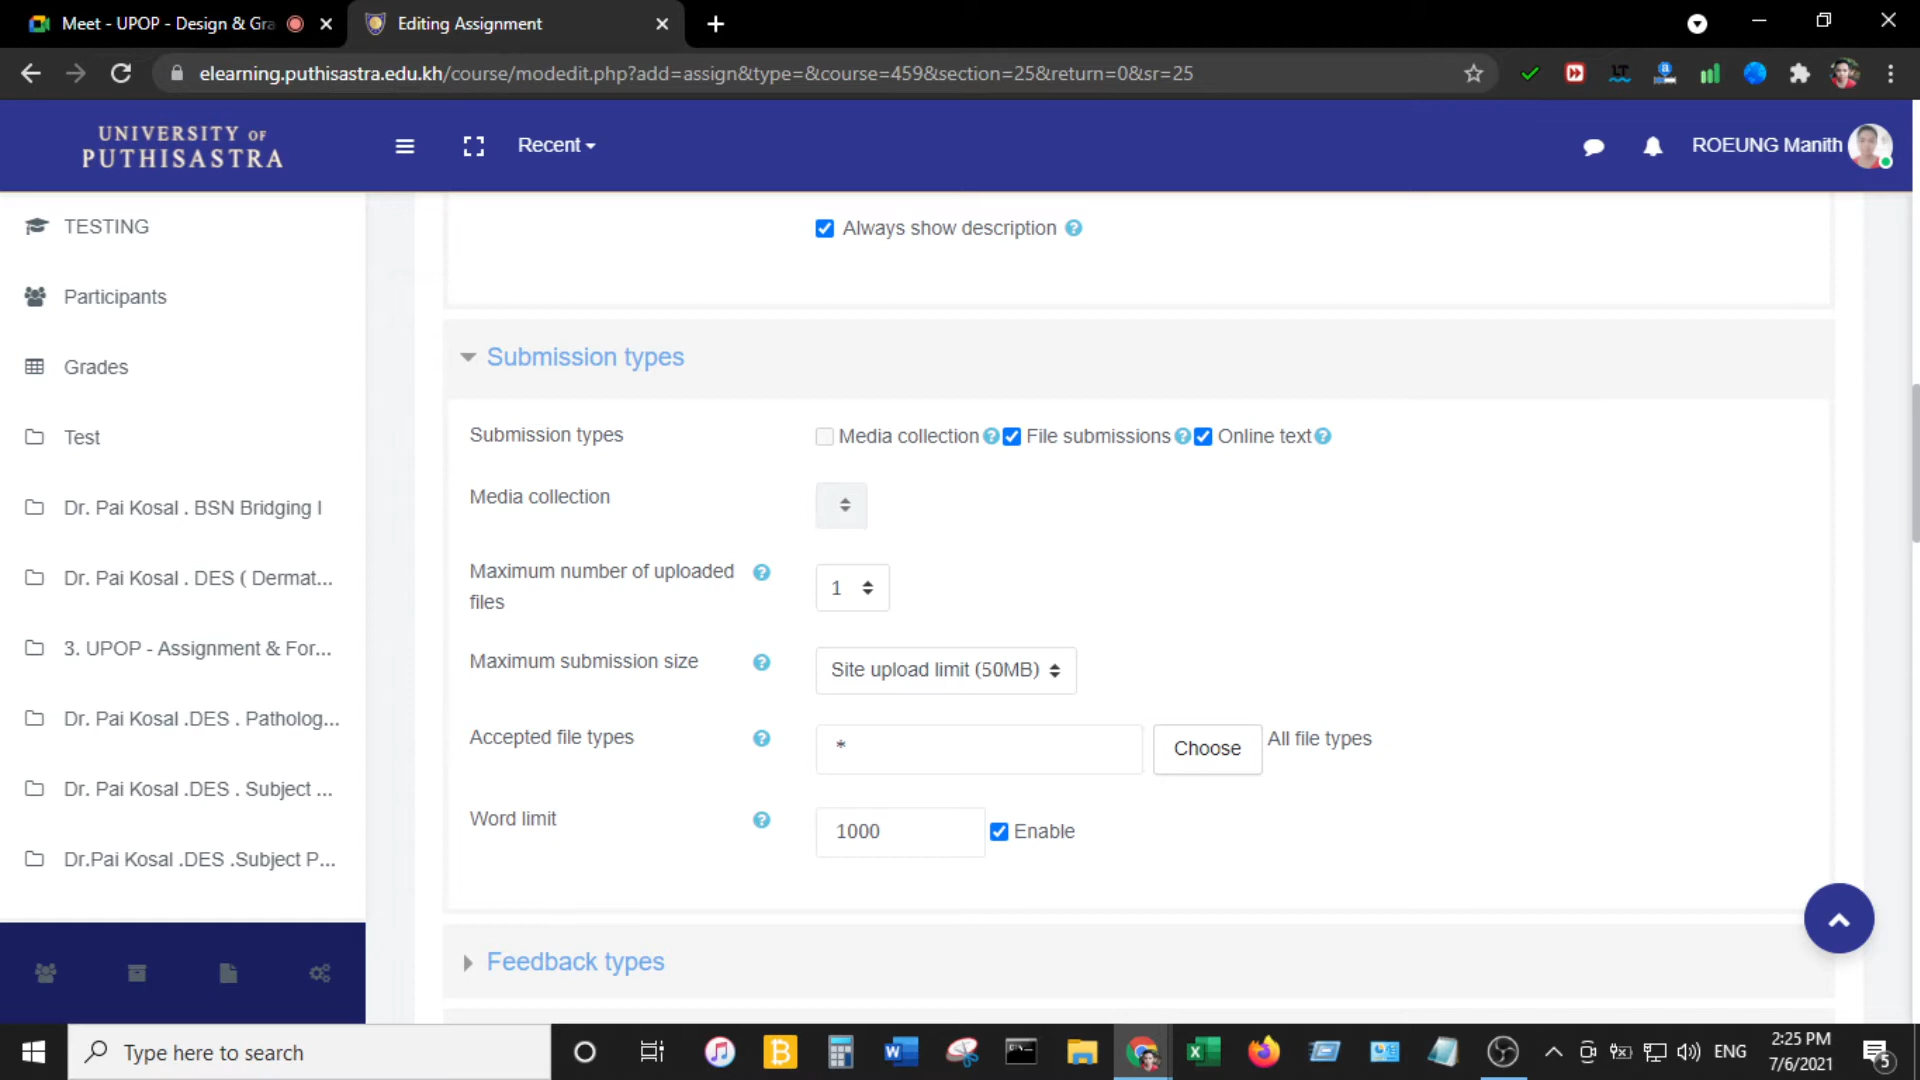 Meet - UPOP - Design & Gra
Editing Assignment
elearning.puthisastra.edu.kh/course/modedit.php?add=assign&type=&course=459&section=25&return=0&sr=25
UNIVERSITY OF
PUTHISASTRA
Recent
ROEUNG Manith
TESTING
Participants
Grades
Test
Dr. Pai Kosal . BSN Bridging I
Dr. Pai Kosal . DES ( Dermat...
3. UPOP - Assignment & For...
Dr. Pai Kosal .DES . Patholog...
Dr. Pai Kosal .DES . Subject ...
Dr.Pai Kosal .DES .Subject P...
Always show description
Submission types
Submission types
Media collection File submissions Online text
Media collection
Maximum number of uploaded files
1
Maximum submission size
Site upload limit (50MB)
Accepted file types
*
Choose
All file types
Word limit
1000
Enable
Feedback types
Type here to search
ENG
2:25 PM
7/6/2021
5